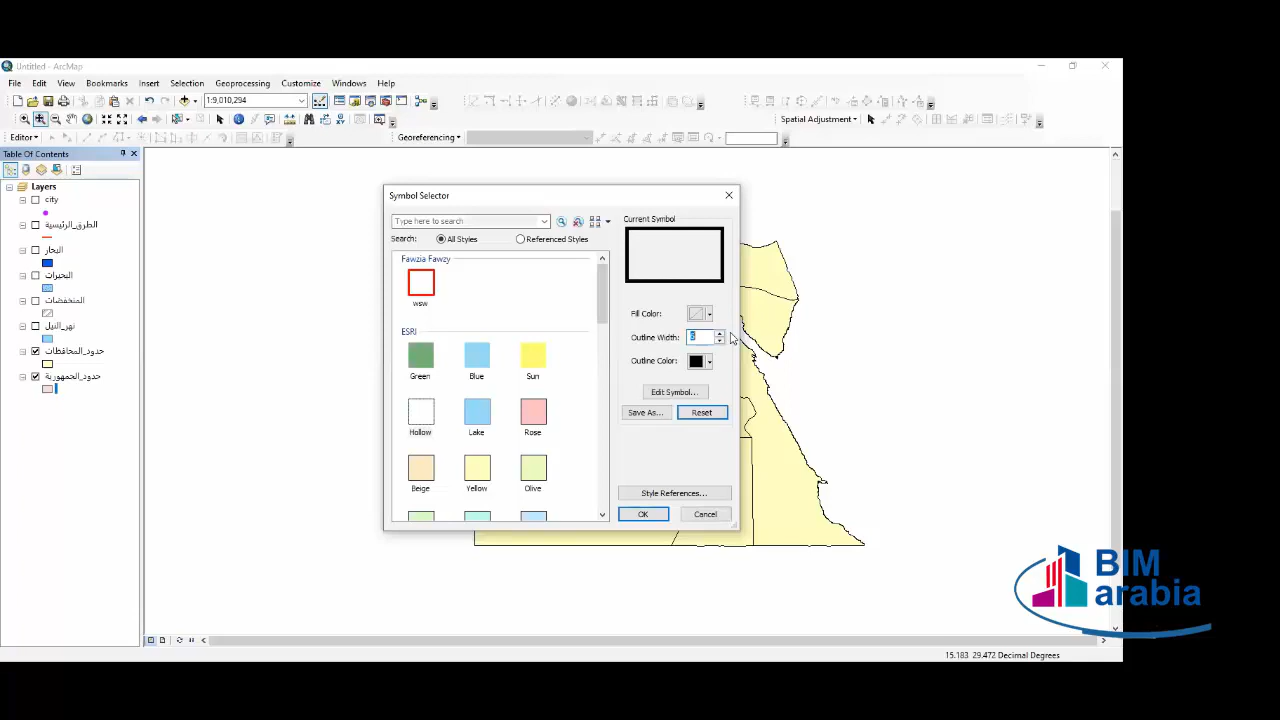 Untitled - ArcMap
File Edit View Bookmarks Insert Selection Geoprocessing Customize Windows Help
1:9,010,294
Spatial Adjustment
Editor
Georeferencing
Table Of Contents
Layers
city
الطرق_الرئيسية
البحار
البحيرات
المنخفضات
نهر_النيل
حدود_المحافظات
حدود_الجمهورية
Symbol Selector
Type here to search
Search: All Styles Referenced Styles
Fawzia Fawzy
wsw
ESRI
Green Blue Sun
Hollow Lake Rose
Beige Yellow Olive
Current Symbol
Fill Color:
Outline Width:
Outline Color:
Edit Symbol...
Save As... Reset
Style References...
OK Cancel
BIM
arabia
15.183 29.472 Decimal Degrees